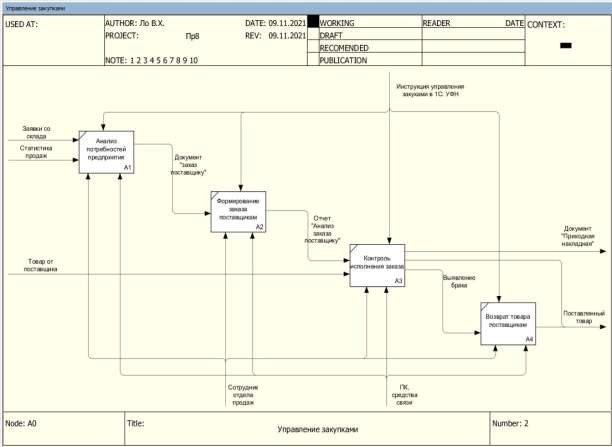 Управление закупками
USED AT:
AUTHOR: Ло В.Х.
DATE: 09.11.2021
PROJECT: Пр8
REV: 09.11.2021
NOTE: 1 2 3 4 5 6 7 8 9 10
WORKING
DRAFT
RECOMENDED
PUBLICATION
READER
DATE
CONTEXT:
Инструкция управления
закуками в 1С: УФН
Заявки со
склада
Статистика
продаж
Анализ
потребностей
предприятия
A1
Документ
"заказ
поставщику"
Формирование
заказа
поставщикам
A2
Отчет
"Анализ
заказа
поставщику"
Документ
"Приходная
накладная"
Товар от
поставщика
Контроль
исполнения заказа
A3
Выявление
брака
Возврат товара
поставщикам
A4
Поставленный
товар
Сотрудник
отдела
продаж
ПК,
средства
связи
Node: A0
Title:
Управление закупками
Number: 2